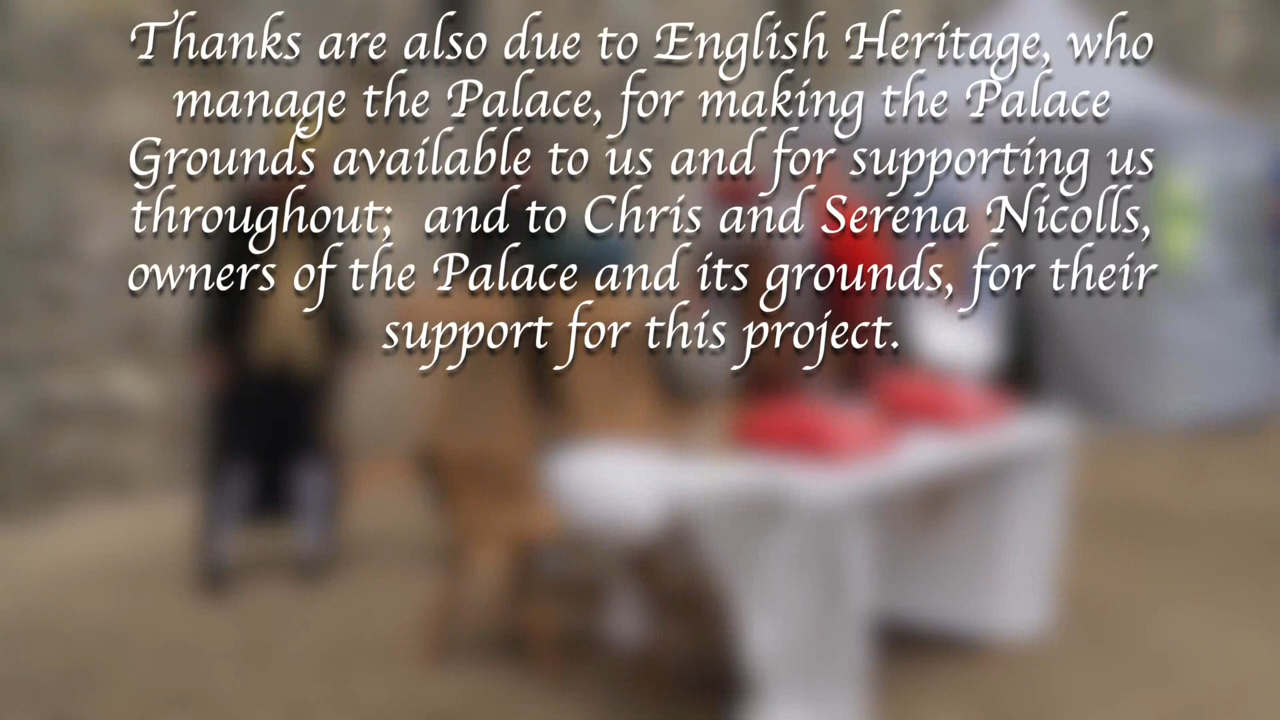 Thanks are also due to English Heritage, who
manage the Palace, for making the Palace
Grounds available to us and for supporting us
throughout;  and to Chris and Serena Nicolls,
owners of the Palace and its grounds, for their
support for this project.